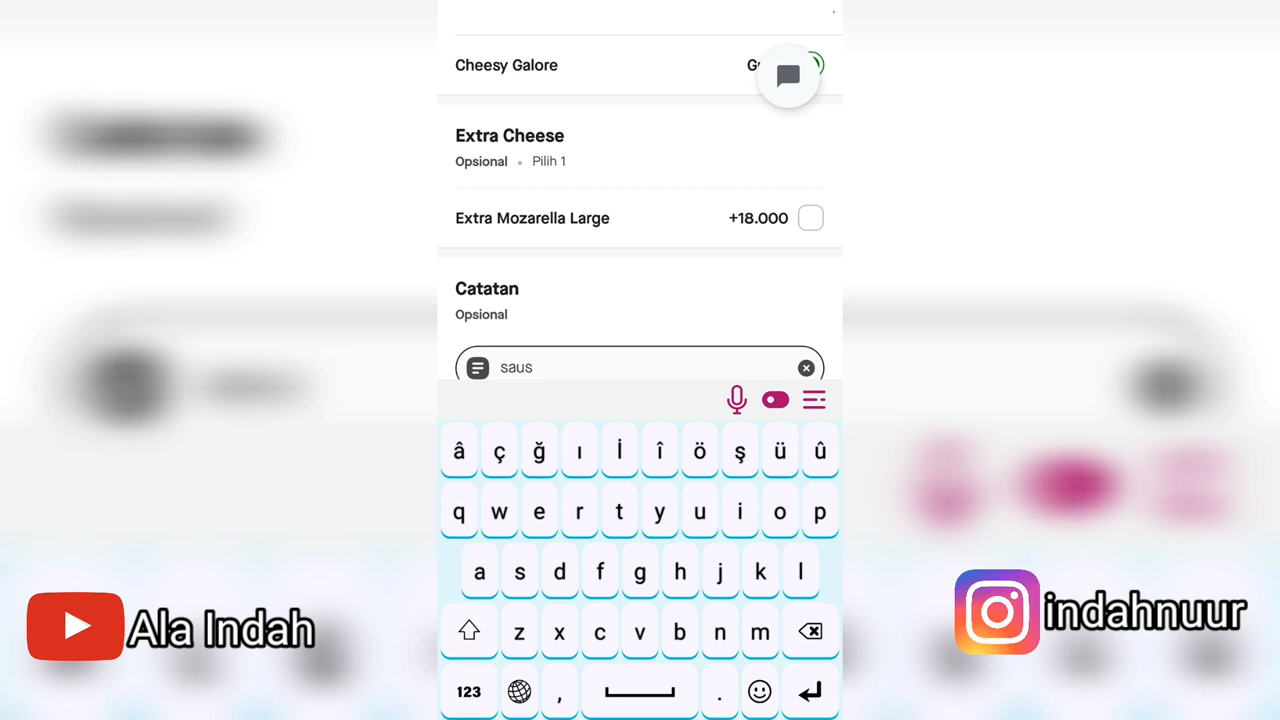 Cheesy Galore
Extra Cheese
Opsional • Pilih 1
Extra Mozarella Large +18.000
Catatan
Opsional
saus
â ç ğ ı İ î ö ş ü û
q w e r t y u i o p
a s d f g h j k l
z x c v b n m
123 , .
Ala Indah
indahnuur